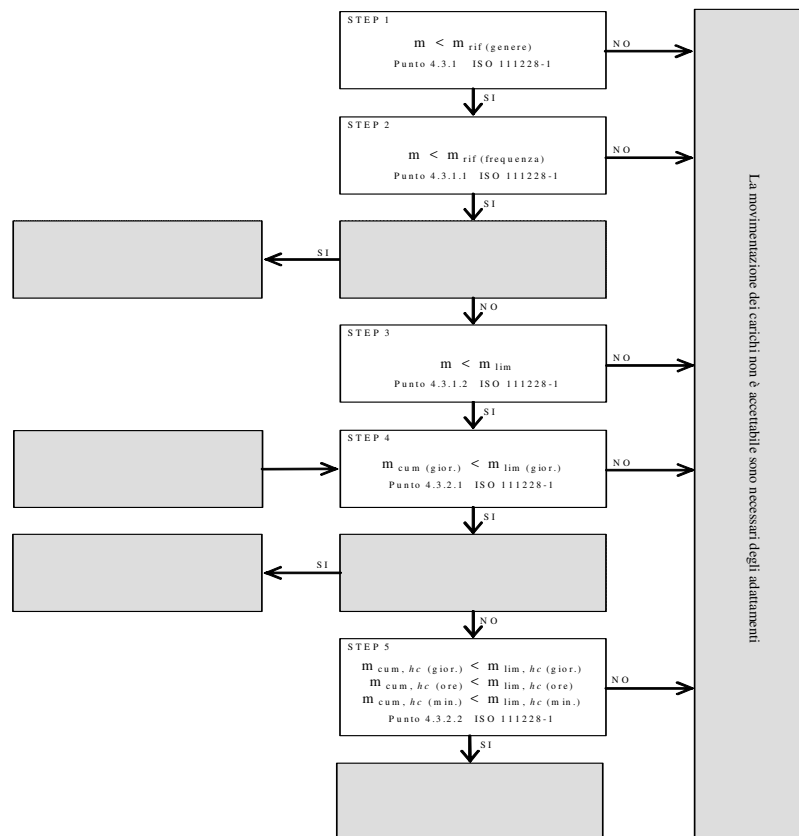 STEP 1
m < m rif (genere)
Punto 4.3.1 ISO 111228-1
NO
SI
STEP 2
m < m rif (frequenza)
Punto 4.3.1.1 ISO 111228-1
NO
SI
SI
NO
STEP 3
m < m lim
Punto 4.3.1.2 ISO 111228-1
NO
SI
STEP 4
m cum (gior.) < m lim (gior.)
Punto 4.3.2.1 ISO 111228-1
NO
SI
SI
NO
STEP 5
m cum, hc (gior.) < m lim, hc (gior.)
m cum, hc (ore) < m lim, hc (ore)
m cum, hc (min.) < m lim, hc (min.)
Punto 4.3.2.2 ISO 111228-1
NO
SI
La movimentazione dei carichi non è accettabile sono necessari degli adattamenti